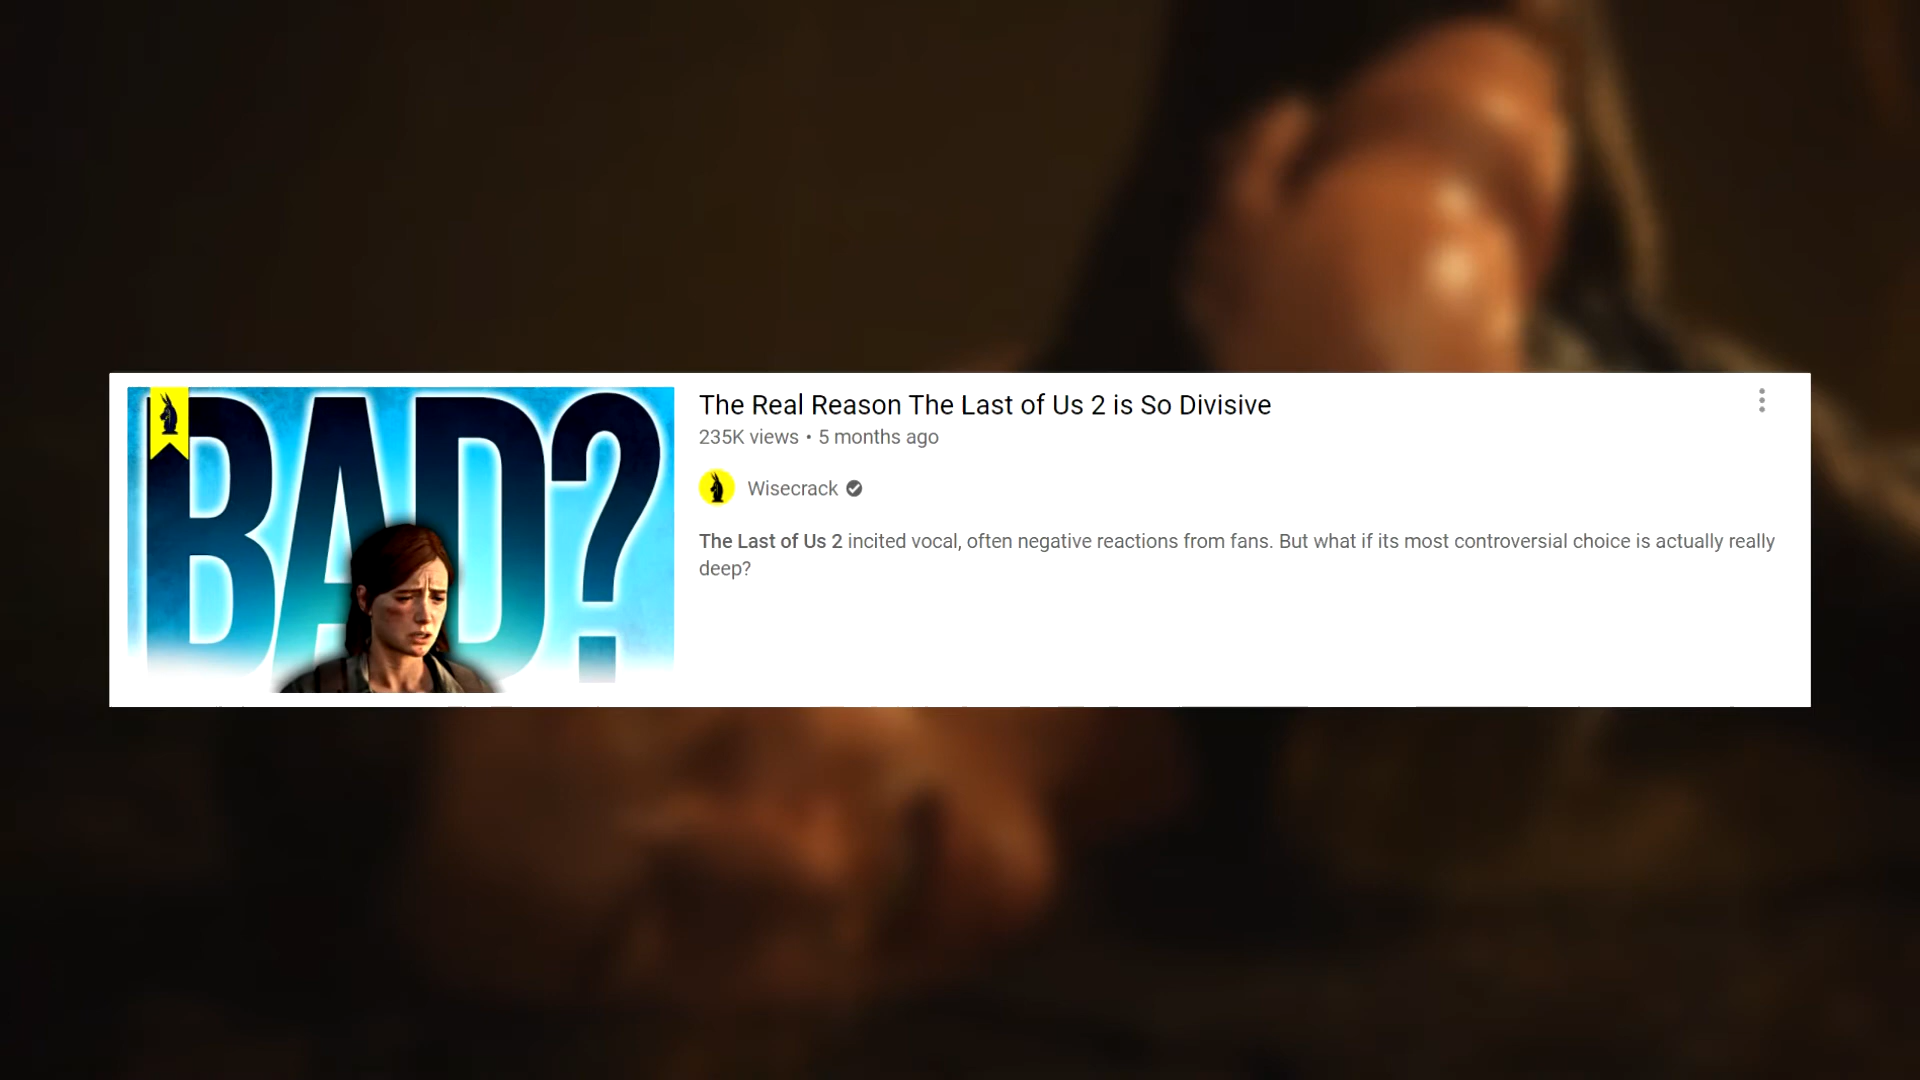 BAD?
The Real Reason The Last of Us 2 is So Divisive
235K views • 5 months ago
Wisecrack
The Last of Us 2 incited vocal, often negative reactions from fans. But what if its most controversial choice is actually really
deep?